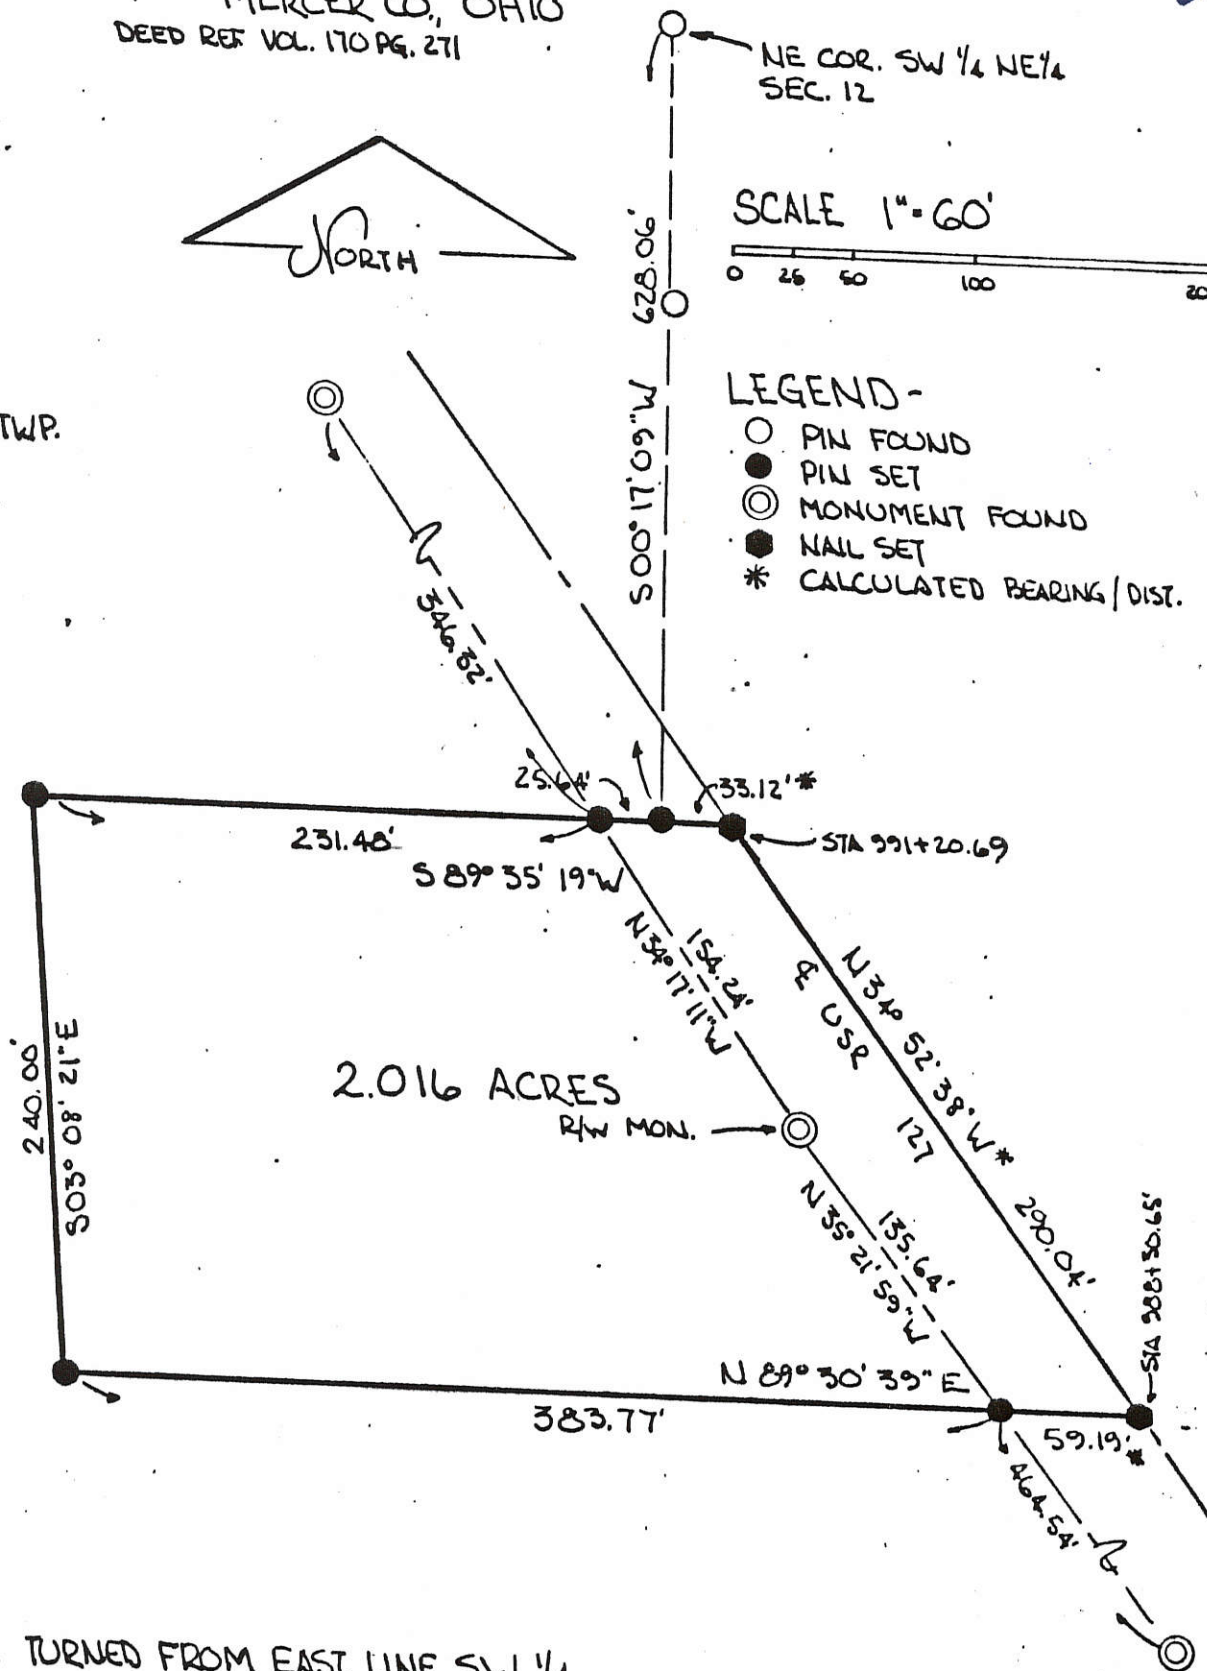 MERCER CO., OHIO
DEED REF VOL. 170 PG. 271
NE COR. SW 1/4 NE 1/4
SEC. 12
NORTH
SCALE 1"=60'
0 25 50 100
628.06'
S 00° 17' 09" W
TWP.
LEGEND-
PIN FOUND
PIN SET
MONUMENT FOUND
NAIL SET
* CALCULATED BEARING/DIST.
346.32'
25.64'
33.12'*
STA 991+20.69
231.48'
S 89° 35' 19" W
154.24'
N 34° 17' 11" W
N 34° 52' 38" W *
290.04'
℄ USR 127
240.00'
S 03° 08' 21" E
2.016 ACRES
R/W MON.
135.64'
N 35° 21' 59" W
STA 988+30.65'
N 89° 30' 39" E
383.77'
59.19'*
464.54'
TURNED FROM EAST LINE SW 1/4